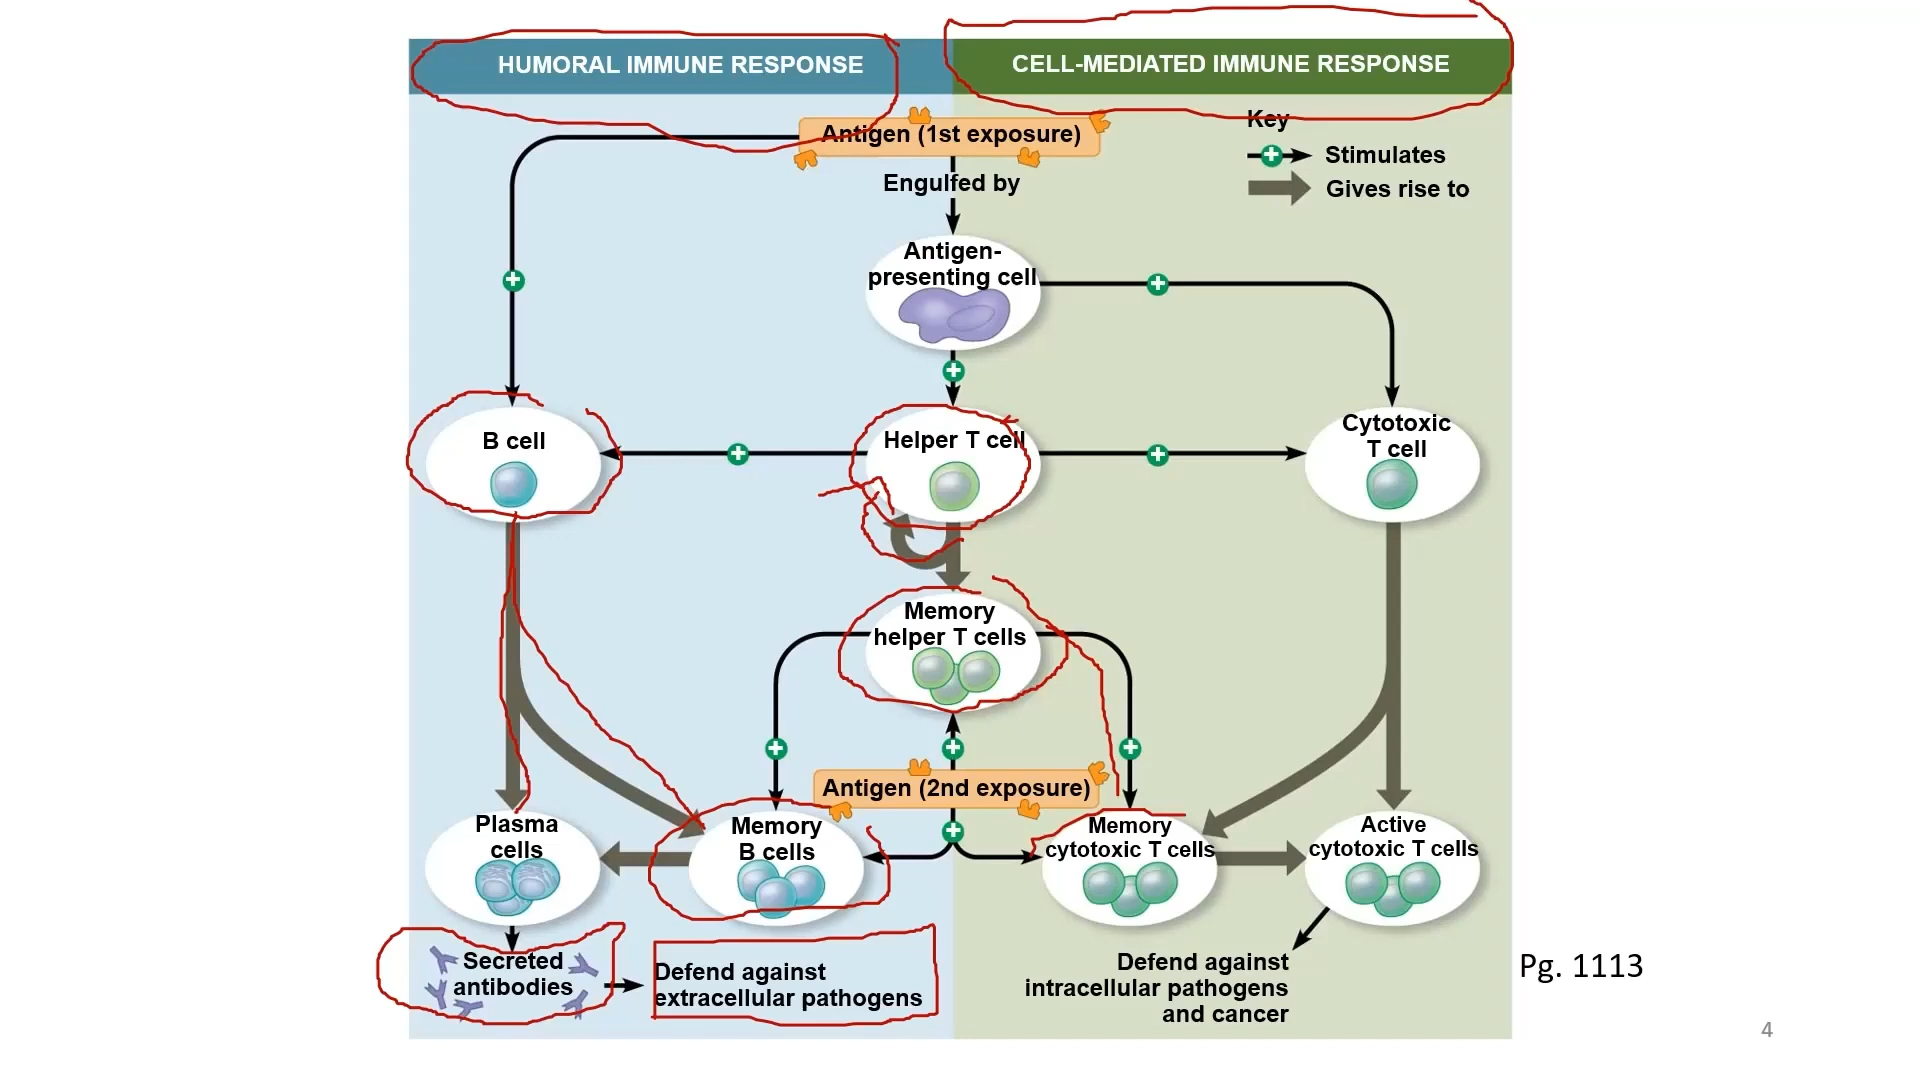 HUMORAL IMMUNE RESPONSE
CELL-MEDIATED IMMUNE RESPONSE
Antigen (1st exposure)
Key
Stimulates
Gives rise to
Engulfed by
Antigen-
presenting cell
B cell
Helper T cell
Cytotoxic
T cell
Memory
helper T cells
Antigen (2nd exposure)
Plasma
cells
Memory
B cells
Memory
cytotoxic T cells
Active
cytotoxic T cells
Secreted
antibodies
Defend against
extracellular pathogens
Defend against
intracellular pathogens
and cancer
Pg. 1113
4